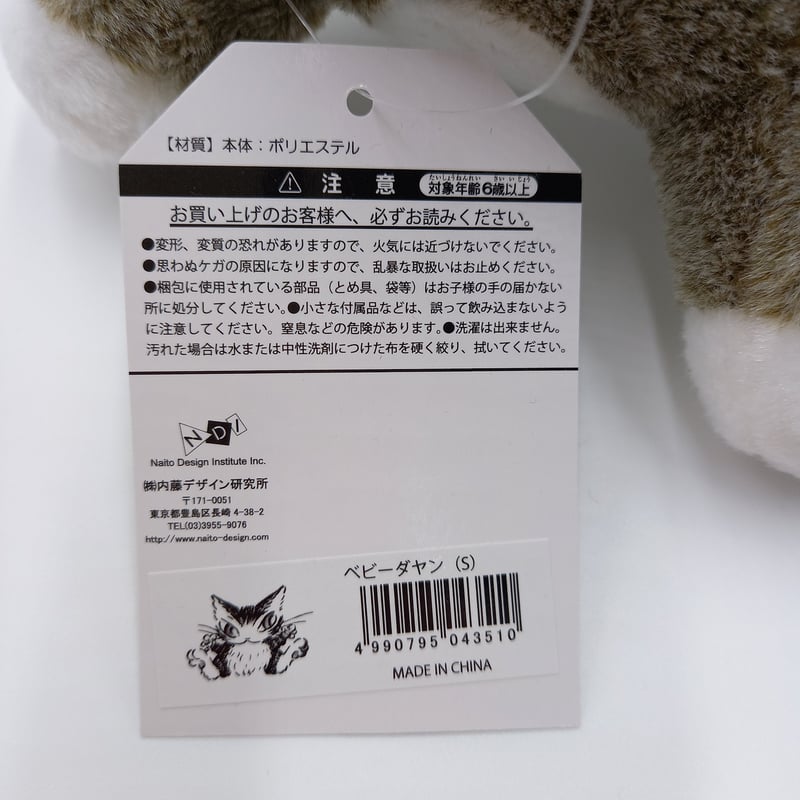 【材質】本体：ポリエステル
⚠ 注 意 対象年齢6歳以上
たいしょうねんれい さいいじょう
お買い上げのお客様へ、必ずお読みください。
●変形、変質の恐れがありますので、火気には近づけないでください。
●思わぬケガの原因になりますので、乱暴な取扱いはお止めください。
●梱包に使用されている部品（とめ具、袋等）はお子様の手の届かない
所に処分してください。●小さな付属品などは、誤って飲み込まないよう
に注意してください。窒息などの危険があります。●洗濯は出来ません。
汚れた場合は水または中性洗剤につけた布を硬く絞り、拭いてください。
NDI
Naito Design Institute Inc.
㈱内藤デザイン研究所
〒171-0051
東京都豊島区長崎 4-38-2
TEL(03)3955-9076
http://www.naito-design.com
ベビーダヤン（S）
4 990795 043510
MADE IN CHINA